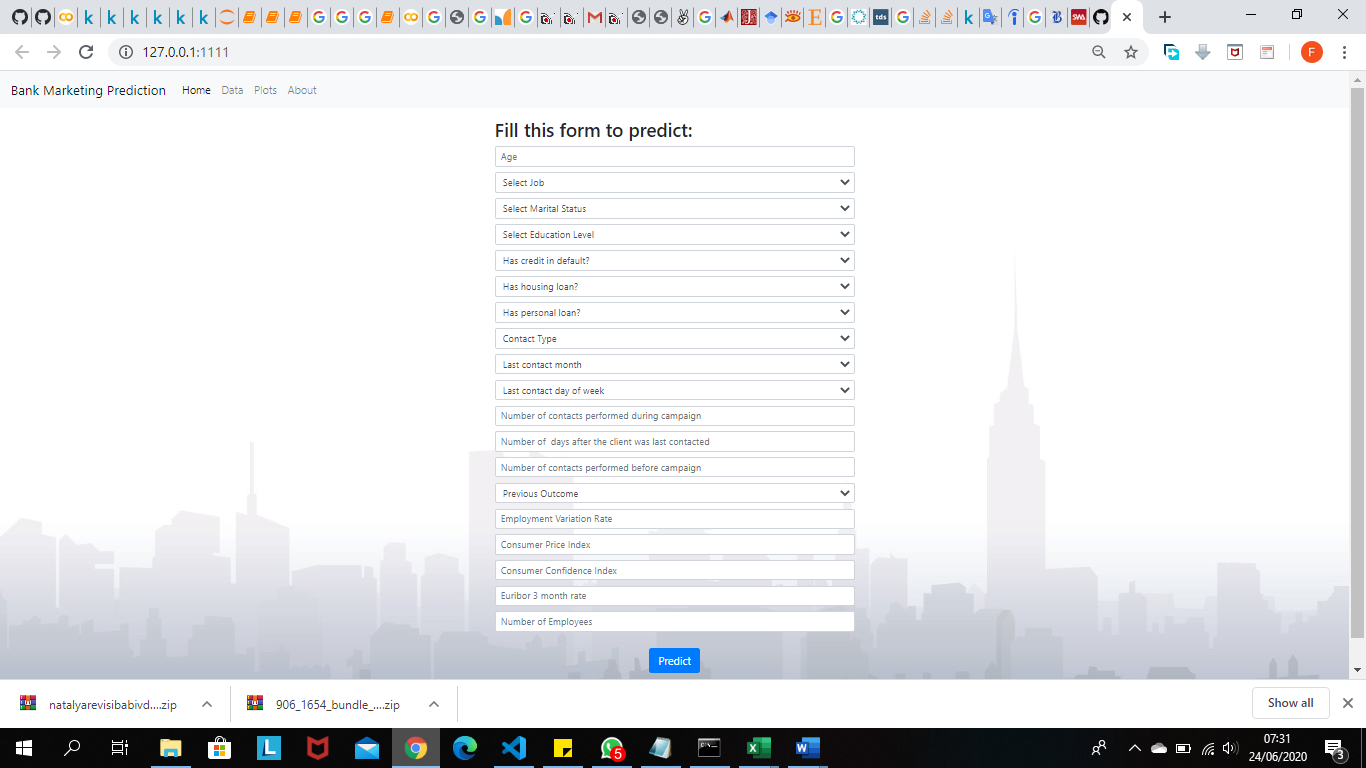 127.0.0.1:1111
F
Bank Marketing Prediction Home Data Plots About
Fill this form to predict:
Age
Select Job
Select Marital Status
Select Education Level
Has credit in default?
Has housing loan?
Has personal loan?
Contact Type
Last contact month
Last contact day of week
Number of contacts performed during campaign
Number of days after the client was last contacted
Number of contacts performed before campaign
Previous Outcome
Employment Variation Rate
Consumer Price Index
Consumer Confidence Index
Euribor 3 month rate
Number of Employees
Predict
natalyarevisibabivd....zip
906_1654_bundle_....zip
Show all
5
07:31
24/06/2020
3